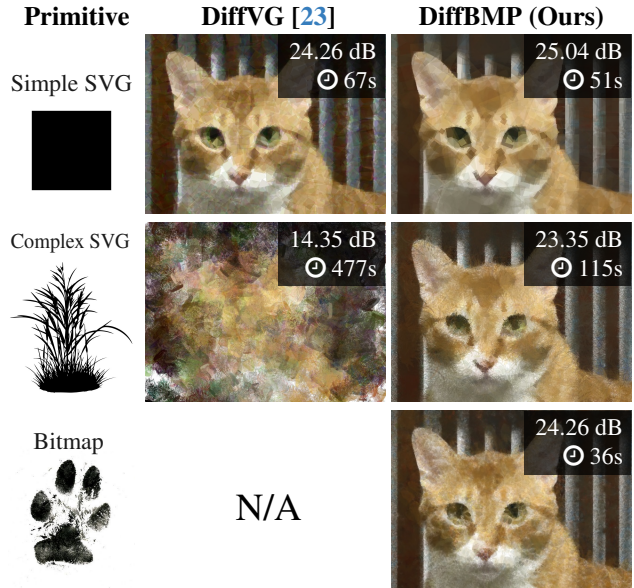 Primitive DiffVG [23] DiffBMP (Ours)
Simple SVG
24.26 dB
67s
25.04 dB
51s
Complex SVG
14.35 dB
477s
23.35 dB
115s
Bitmap
N/A
24.26 dB
36s